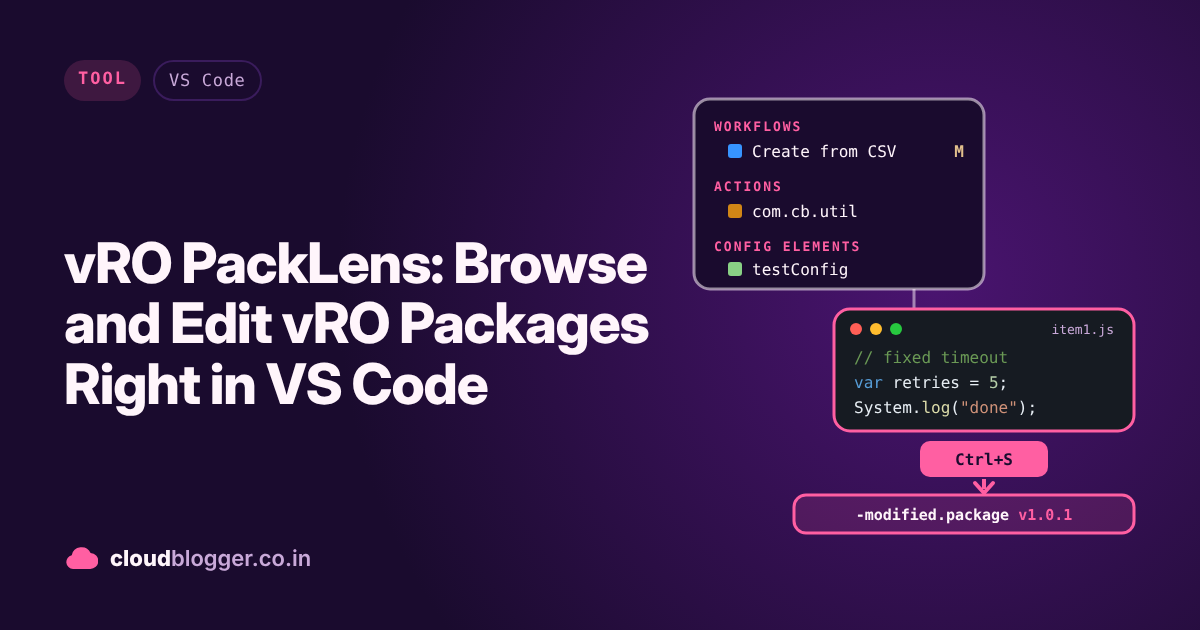 TOOL
VS Code
vRO PackLens: Browse
and Edit vRO Packages
Right in VS Code
cloudblogger.co.in
WORKFLOWS
Create from CSV M
ACTIONS
com.cb.util
CONFIG ELEMENTS
testConfig
item1.js
// fixed timeout
var retries = 5;
System.log("done");
Ctrl+S
-modified.package v1.0.1